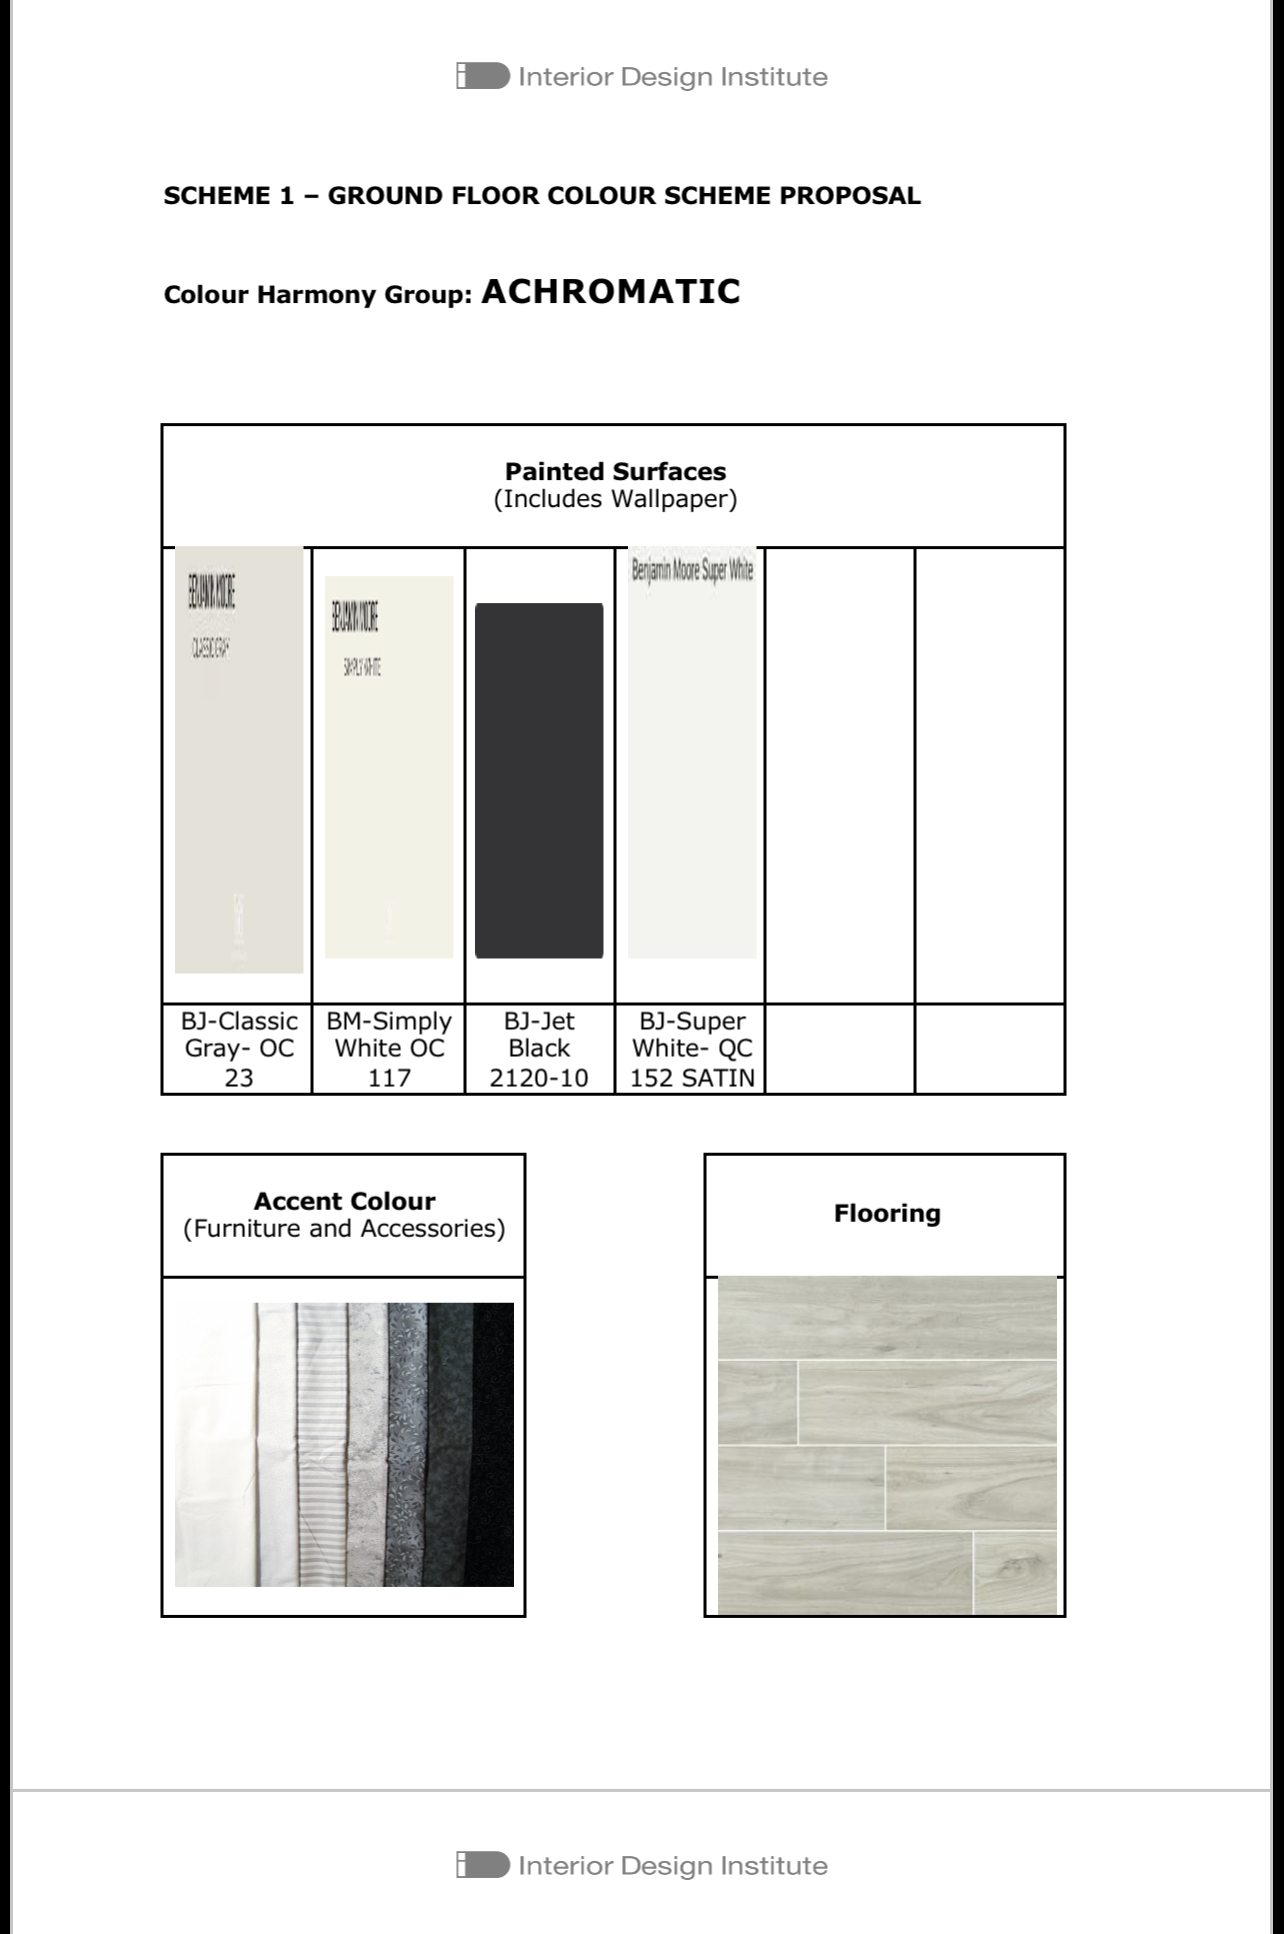 Interior Design Institute
SCHEME 1 – GROUND FLOOR COLOUR SCHEME PROPOSAL
Colour Harmony Group: ACHROMATIC
Painted Surfaces
(Includes Wallpaper)
BENJAMIN MOORE
CLASSIC GRAY
BENJAMIN MOORE
SIMPLY WHITE
Benjamin Moore Super White
BJ-Classic
Gray- OC
23
BM-Simply
White OC
117
BJ-Jet
Black
2120-10
BJ-Super
White- QC
152 SATIN
Accent Colour
(Furniture and Accessories)
Flooring
Interior Design Institute